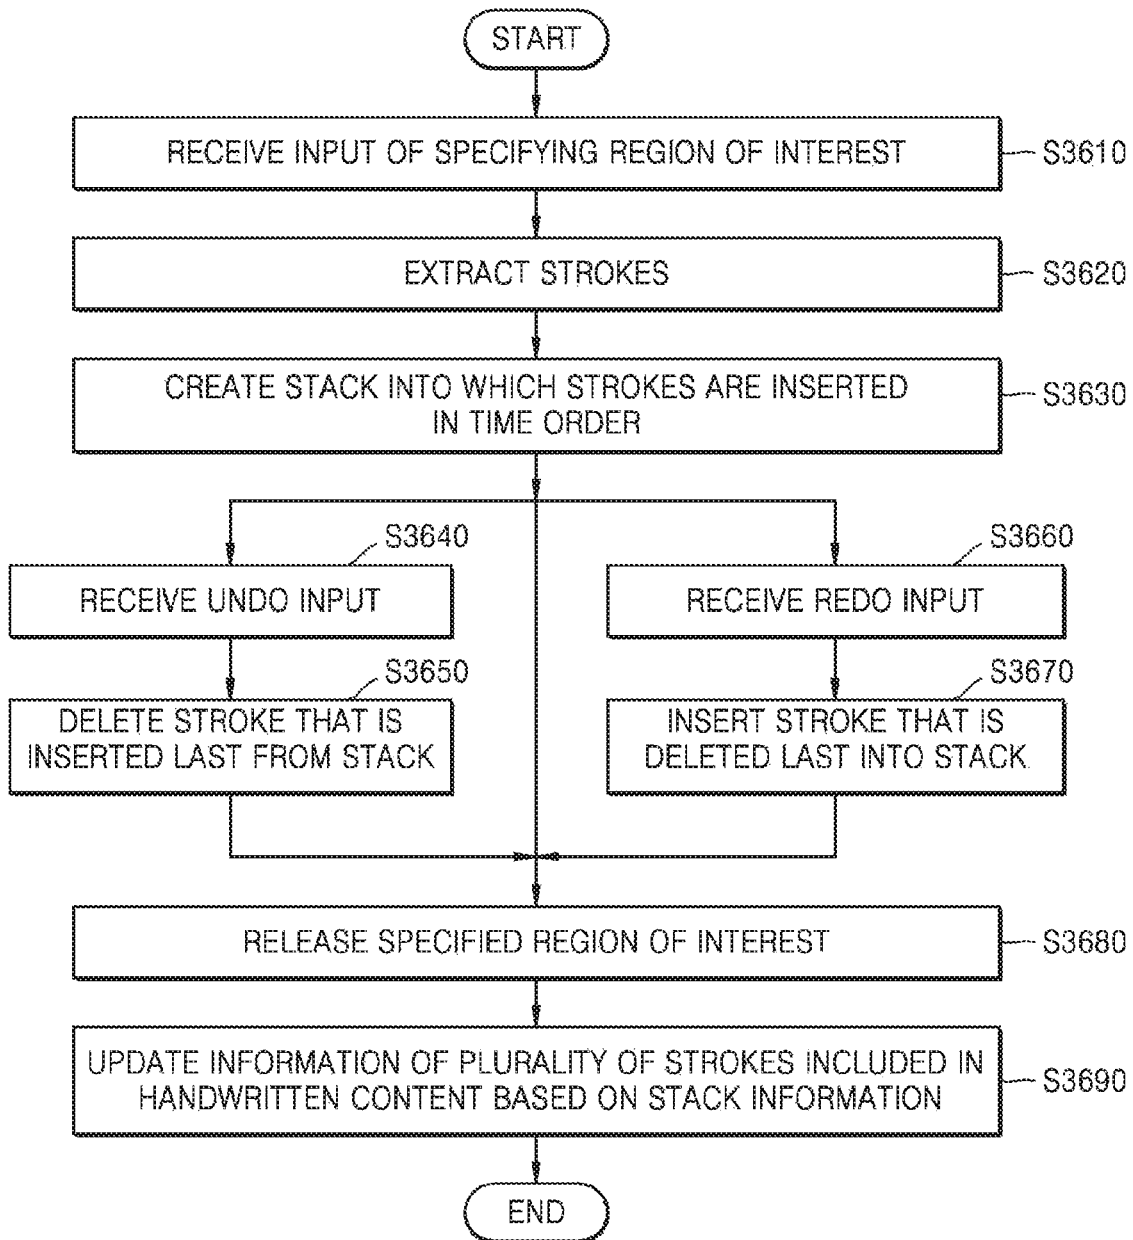 START
RECEIVE INPUT OF SPECIFYING REGION OF INTEREST
S3610
EXTRACT STROKES
S3620
CREATE STACK INTO WHICH STROKES ARE INSERTED
IN TIME ORDER
S3630
S3640
RECEIVE UNDO INPUT
S3650
DELETE STROKE THAT IS
INSERTED LAST FROM STACK
S3660
RECEIVE REDO INPUT
S3670
INSERT STROKE THAT IS
DELETED LAST INTO STACK
RELEASE SPECIFIED REGION OF INTEREST
S3680
UPDATE INFORMATION OF PLURALITY OF STROKES INCLUDED IN
HANDWRITTEN CONTENT BASED ON STACK INFORMATION
S3690
END